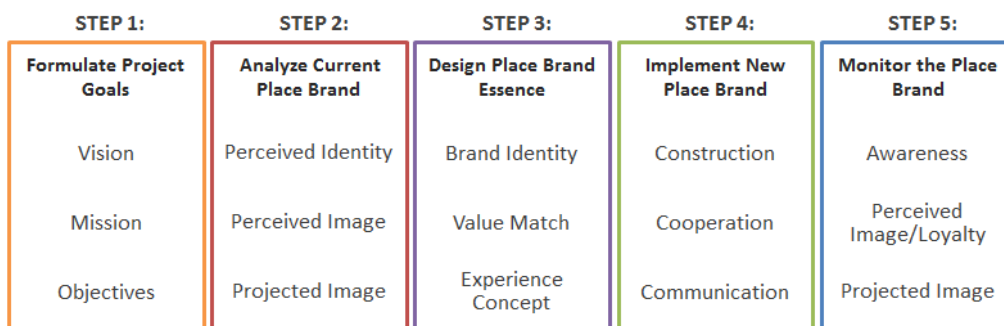 STEP 1:
Formulate Project
Goals
Vision
Mission
Objectives
STEP 2:
Analyze Current
Place Brand
Perceived Identity
Perceived Image
Projected Image
STEP 3:
Design Place Brand
Essence
Brand Identity
Value Match
Experience
Concept
STEP 4:
Implement New
Place Brand
Construction
Cooperation
Communication
STEP 5:
Monitor the Place
Brand
Awareness
Perceived
Image/Loyalty
Projected Image